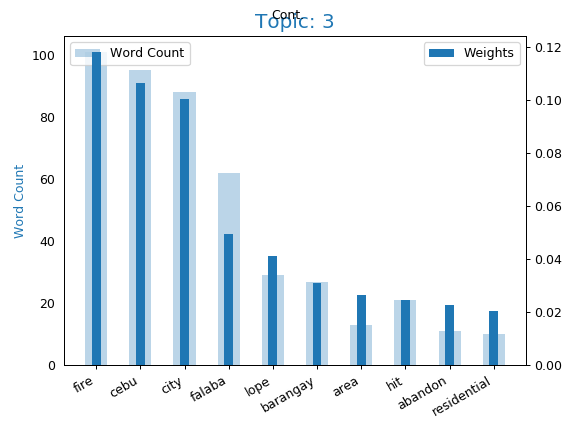 Cont
Topic: 3
Word Count
Weights
100
80
60
40
20
0
Word Count
0.12
0.10
0.08
0.06
0.04
0.02
0.00
fire
cebu
city
falaba
lope
barangay
area
hit
abandon
residential